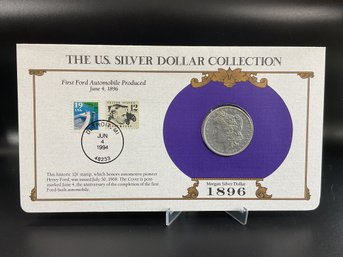 THE U.S. SILVER DOLLAR COLLECTION
First Ford Automobile Produced
June 4, 1896
19
USA
12
DETROIT, MI
JUN
4
1994
48233
This historic 12¢ stamp, which honors automotive pioneer
Henry Ford, was issued July 30, 1968. The Cover is post-
marked June 4, the anniversary of the completion of the first
Ford-built automobile.
Morgan Silver Dollar
1896